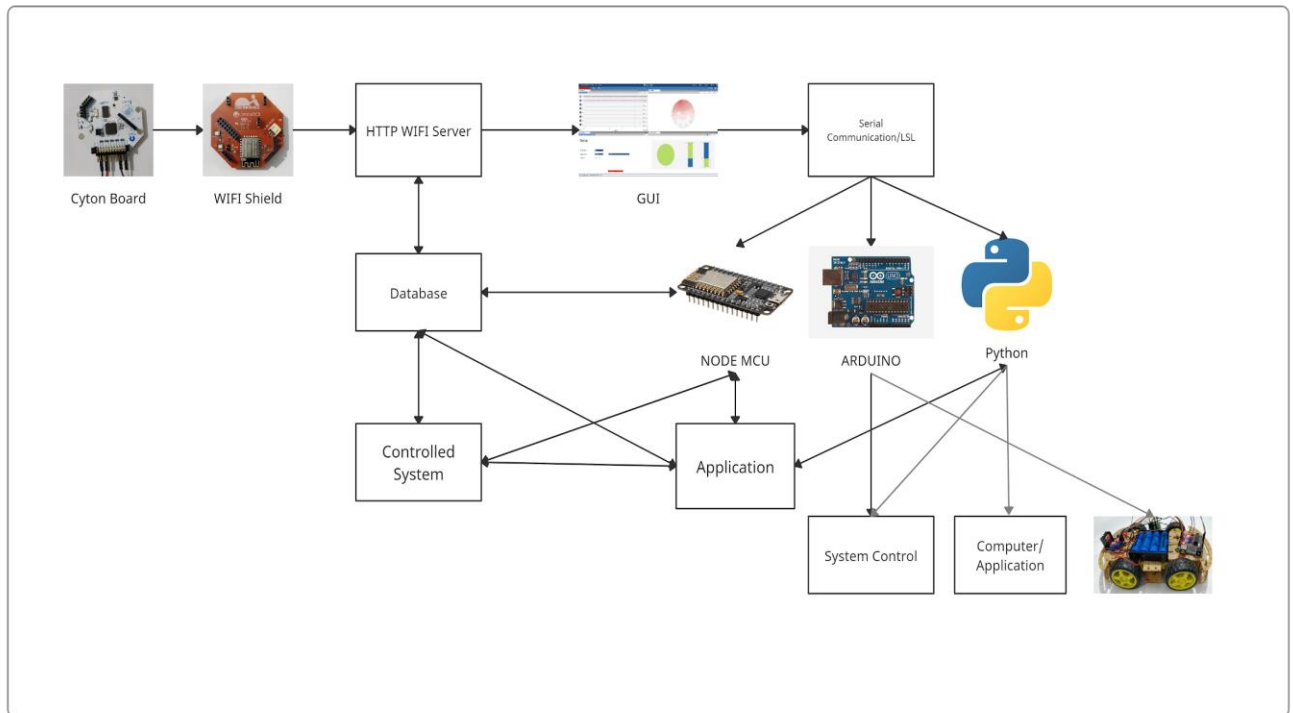 HTTP WIFI Server
Serial
Communication/LSL
Cyton Board
WIFI Shield
GUI
Database
NODE MCU
ARDUINO
Python
Controlled
System
Application
System Control
Computer/
Application